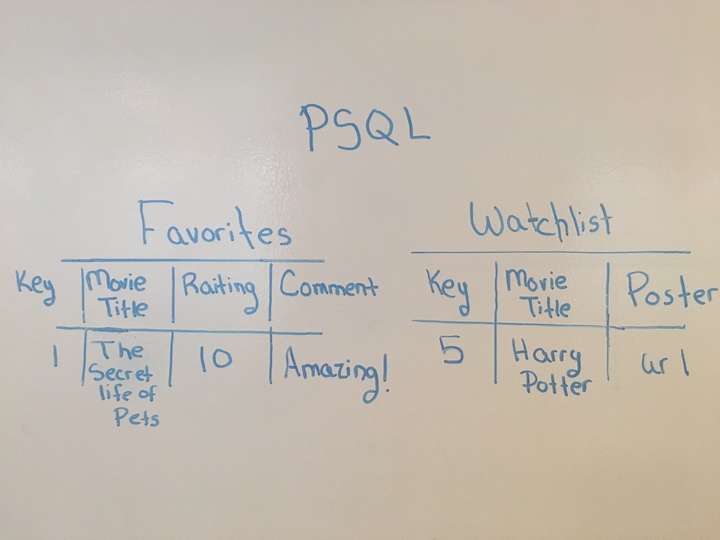 PSQL
Favorites
Key Movie Title Raiting Comment
1 The Secret life of Pets 10 Amazing!
Watchlist
Key Movie Title Poster
5 Harry Potter url